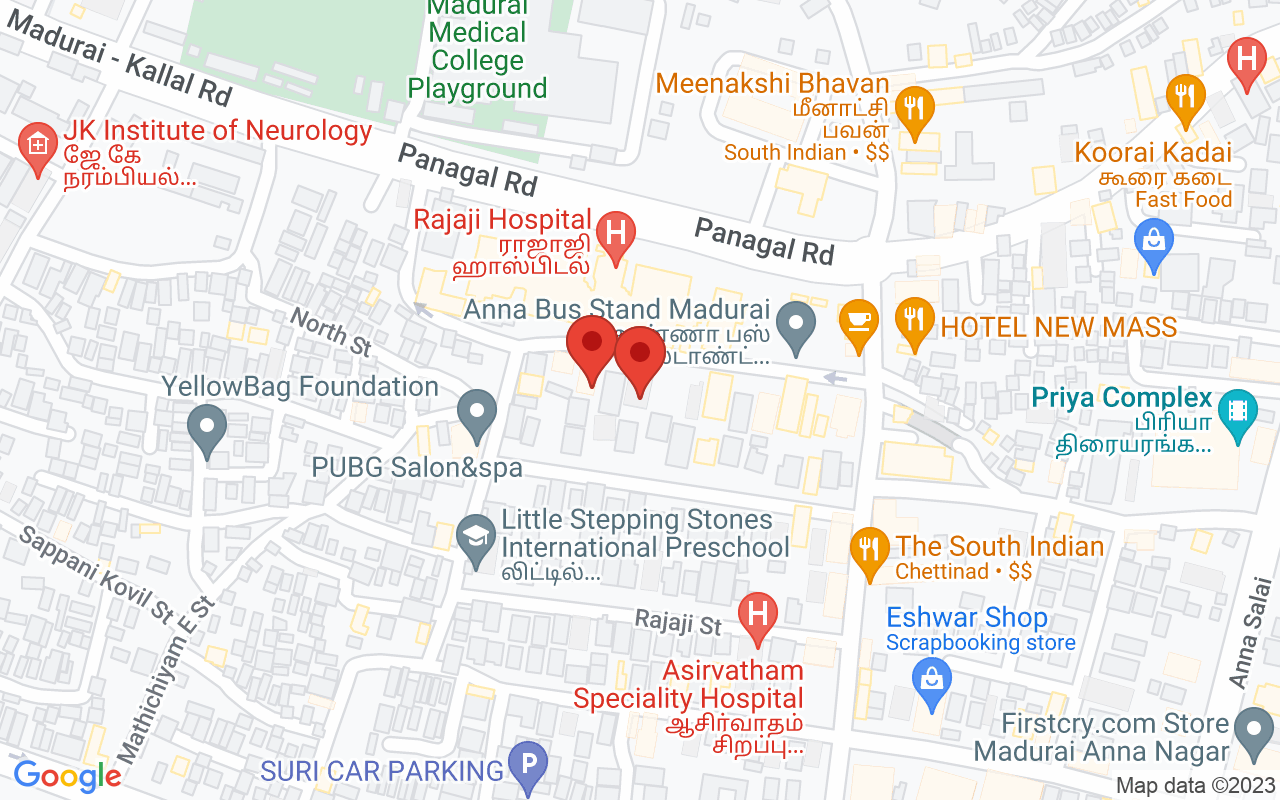 Madurai
Medical
College
Playground
Madurai - Kallal Rd
Meenakshi Bhavan
மீனாட்சி
பவன்
South Indian • $$
JK Institute of Neurology
ஜே கே
நரம்பியல்...
Panagal Rd
Koorai Kadai
கூரை கடை
Fast Food
Rajaji Hospital
ராஜாஜி
ஹாஸ்பிடல்
Panagal Rd
Anna Bus Stand Madurai
பஸ்
North St
HOTEL NEW MASS
YellowBag Foundation
Priya Complex
பிரியா
திரையரங்க...
PUBG Salon&spa
Little Stepping Stones
International Preschool
லிட்டில்...
The South Indian
Chettinad • $$
Sappani Kovil St
Mathichiyam E St
Rajaji St
Eshwar Shop
Scrapbooking store
Anna Salai
Asirvatham
Speciality Hospital
ஆசிர்வாதம்
சிறப்பு...
Firstcry.com Store
Madurai Anna Nagar
SURI CAR PARKING
Google
Map data ©2023